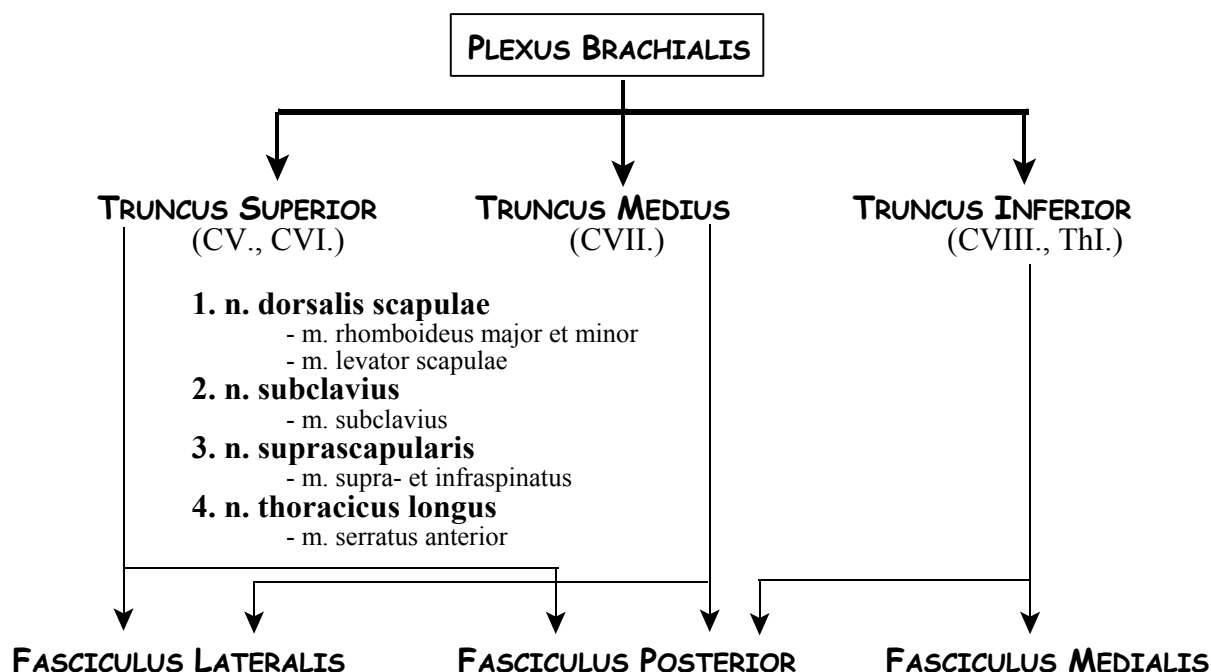 PLEXUS BRACHIALIS
TRUNCUS SUPERIOR
(CV., CVI.)
TRUNCUS MEDIUS
(CVII.)
TRUNCUS INFERIOR
(CVIII., ThI.)
1. n. dorsalis scapulae
- m. rhomboideus major et minor
- m. levator scapulae
2. n. subclavius
- m. subclavius
3. n. suprascapularis
- m. supra- et infraspinatus
4. n. thoracicus longus
- m. serratus anterior
FASCICULUS LATERALIS
FASCICULUS POSTERIOR
FASCICULUS MEDIALIS